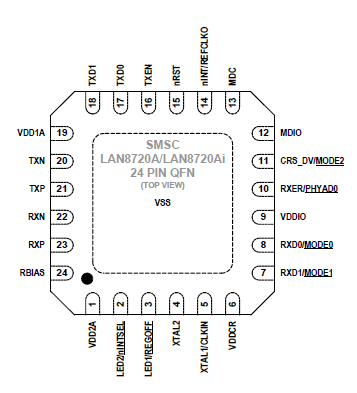 TXD1
TXD0
TXEN
nRST
nINT/REFCLKO
MDC
18
17
16
15
14
13
VDD1A 19
TXN 20
TXP 21
RXN 22
RXP 23
RBIAS 24
SMSC
LAN8720A/LAN8720Ai
24 PIN QFN
(TOP VIEW)
VSS
12 MDIO
11 CRS_DV/MODE2
10 RXER/PHYAD0
9 VDDIO
8 RXD0/MODE0
7 RXD1/MODE1
1
2
3
4
5
6
VDD2A
LED2/nINTSEL
LED1/REGOFF
XTAL2
XTAL1/CLKIN
VDDCR